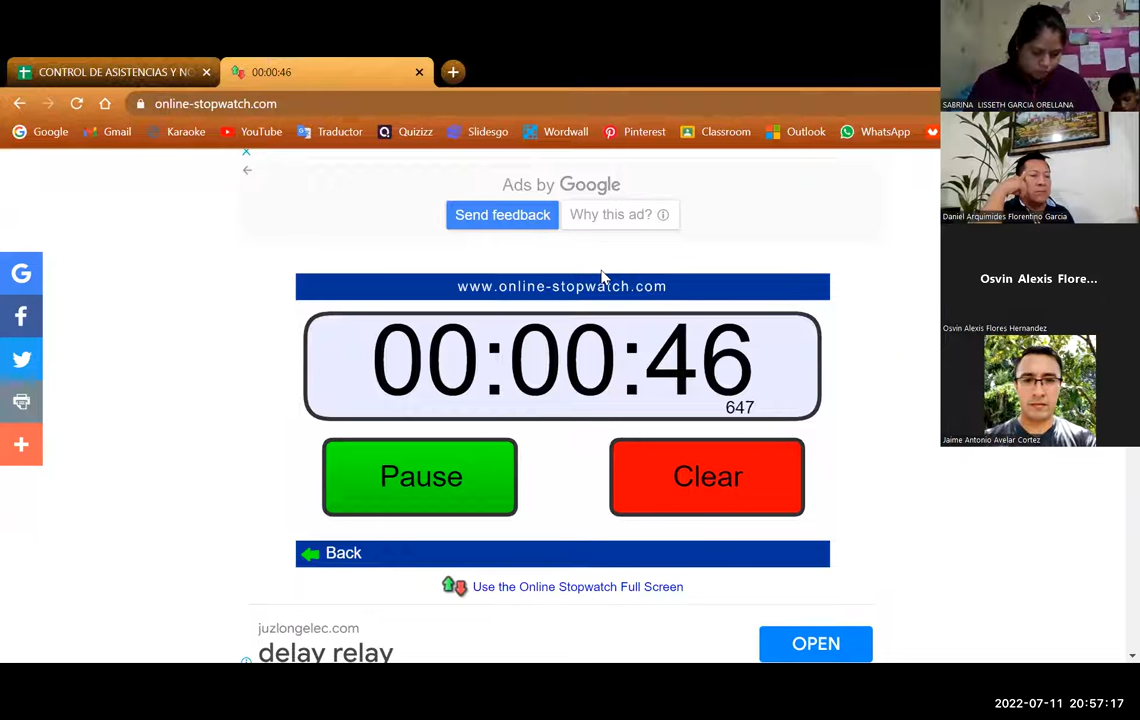 CONTROL DE ASISTENCIAS Y NO
00:00:46
online-stopwatch.com
Google Gmail Karaoke YouTube Traductor Quizizz Slidesgo Wordwall Pinterest Classroom Outlook WhatsApp
Ads by Google
Send feedback Why this ad?
www.online-stopwatch.com
00:00:46
647
Pause Clear
Back
Use the Online Stopwatch Full Screen
juzlongelec.com
delay relay
OPEN
SABRINA LISSETH GARCIA ORELLANA
Daniel Arquimides Florentino Garcia
Osvin Alexis Flore...
Osvin Alexis Flores Hernandez
Jaime Antonio Avelar Cortez
2022-07-11 20:57:17